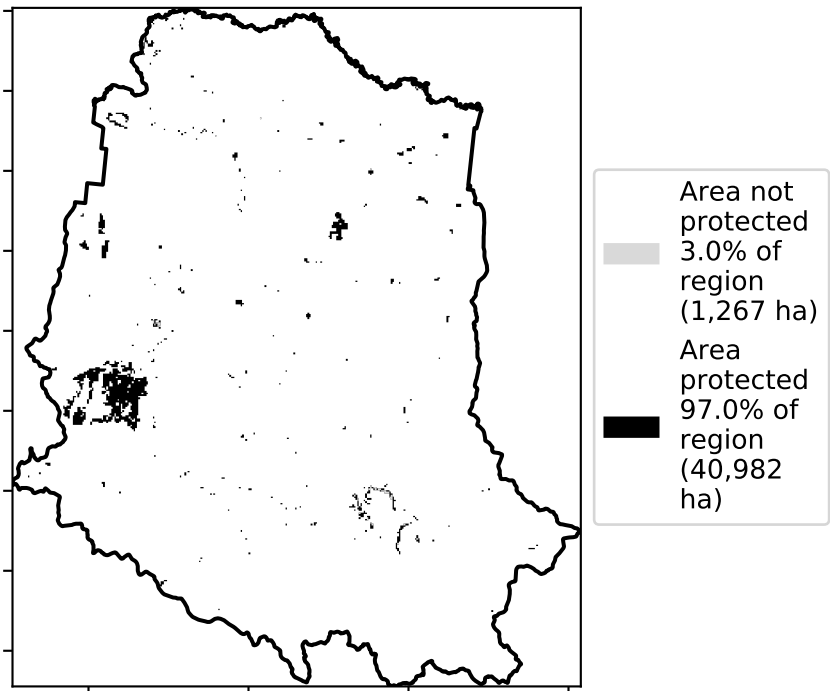 Area not
protected
3.0% of
region
(1,267 ha)
Area
protected
97.0% of
region
(40,982
ha)